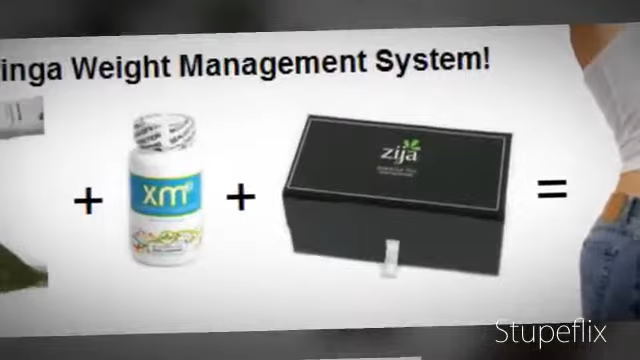 inga Weight Management System!
+ xm + zija =
Stupeflix